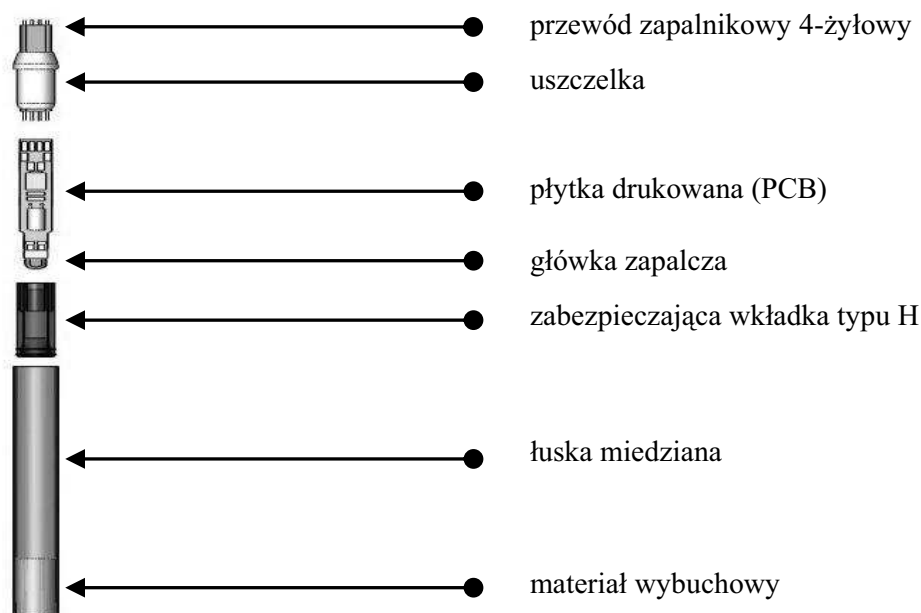 przewód zapalnikowy 4-żyłowy
uszczelka
płytka drukowana (PCB)
główka zapalcza
zabezpieczająca wkładka typu H
łuska miedziana
materiał wybuchowy